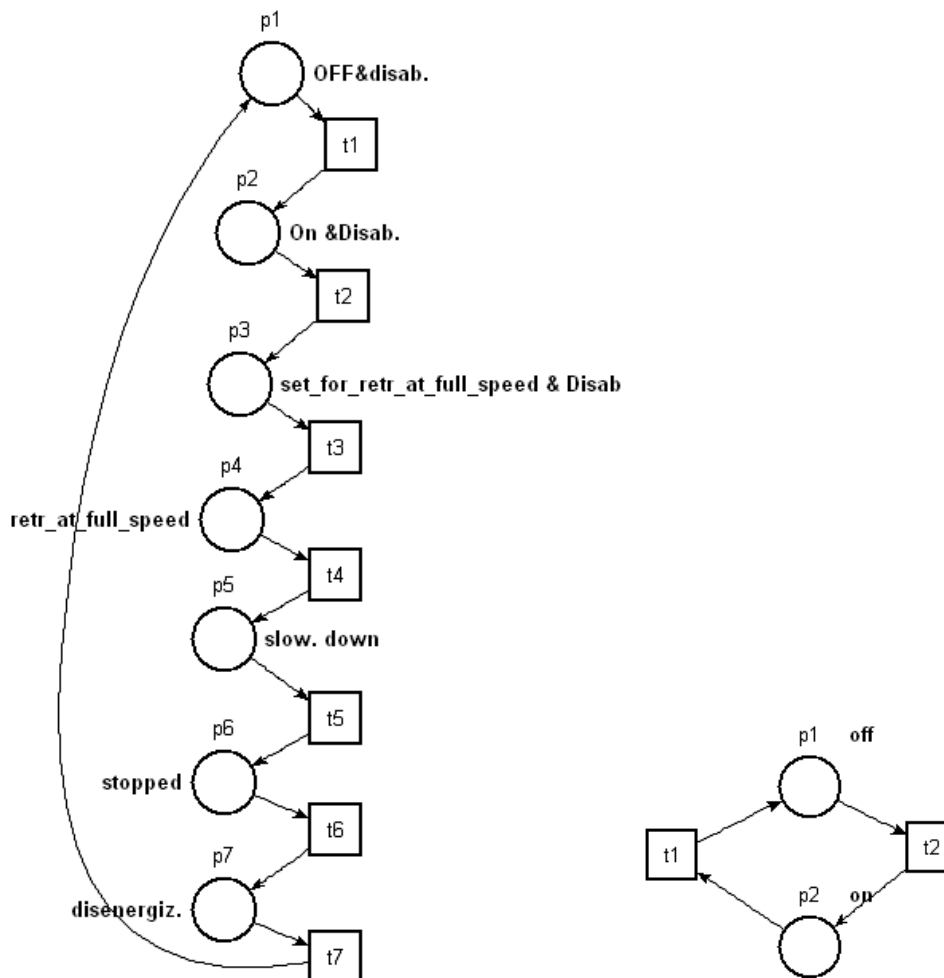 p1
OFF&disab.
t1
p2
On &Disab.
t2
p3
set_for_retr_at_full_speed & Disab
t3
p4
retr_at_full_speed
t4
p5
slow. down
t5
p6
stopped
t6
p7
disenergiz.
t7
p1 off
t1
t2
p2 on